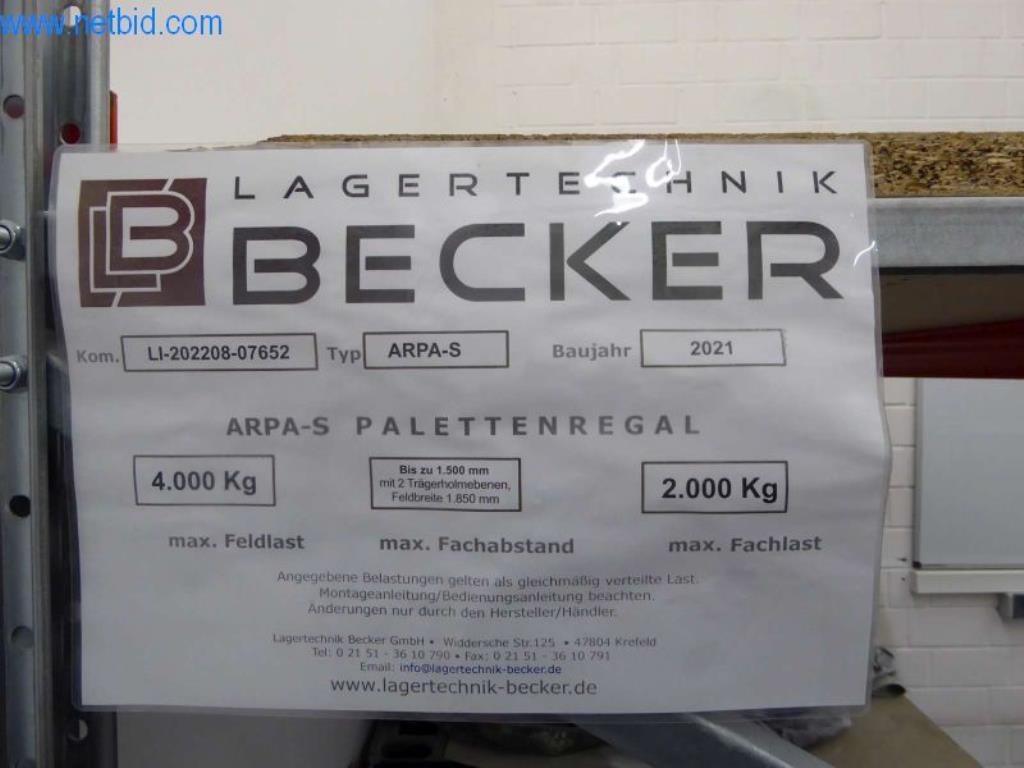 www.netbid.com
LAGERTECHNIK
BECKER
Kom. LI-202208-07652 Typ ARPA-S Baujahr 2021
ARPA-S PALETTENREGAL
4.000 Kg
Bis zu 1.500 mm
mit 2 Trägerholmebenen,
Feldbreite 1.850 mm
2.000 Kg
max. Feldlast max. Fachabstand max. Fachlast
Angegebene Belastungen gelten als gleichmäßig verteilte Last.
Montageanleitung/Bedienungsanleitung beachten.
Änderungen nur durch den Hersteller/Händler.
Lagertechnik Becker GmbH • Widdersche Str.125 • 47804 Krefeld
Tel: 0 21 51 - 36 10 790 • Fax: 0 21 51 - 36 10 791
Email: info@lagertechnik-becker.de
www.lagertechnik-becker.de